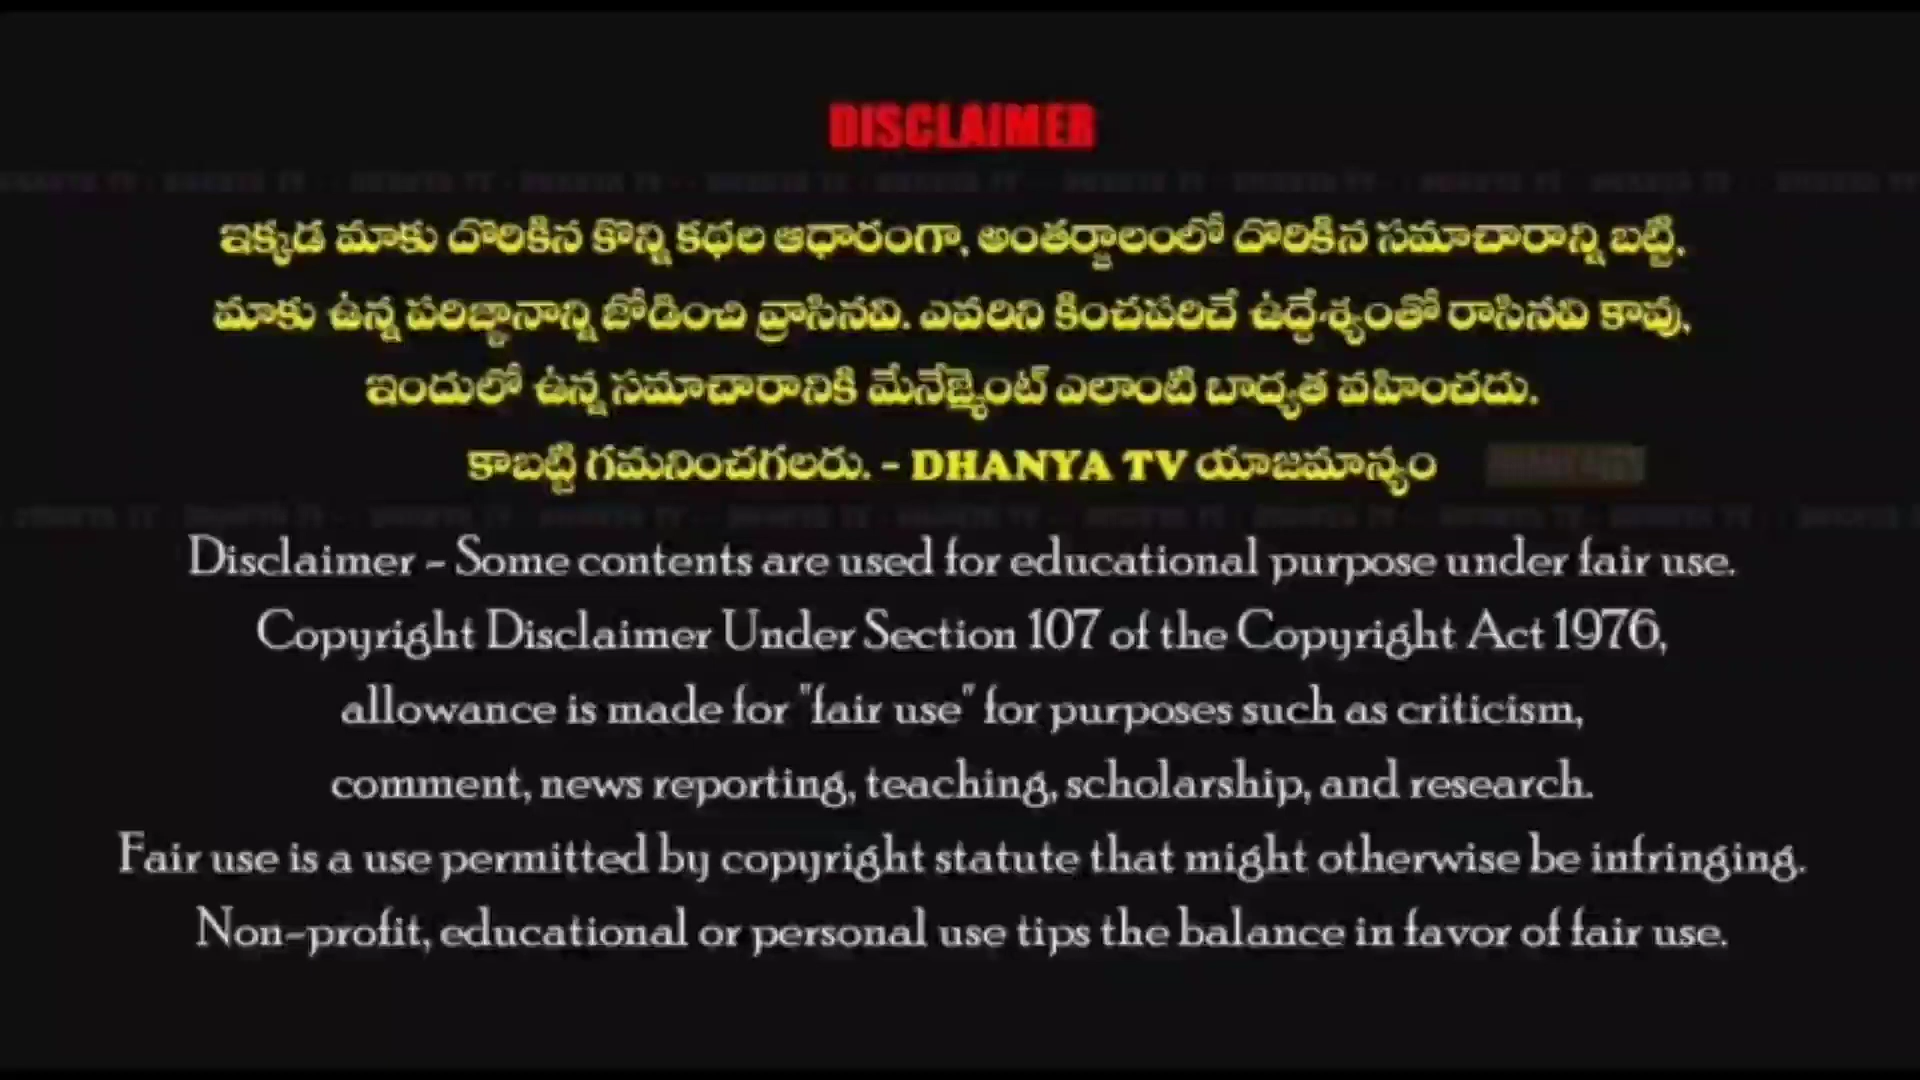 DISCLAIMER
ఇక్కడ మాకు దొరికిన కొన్ని కథల ఆధారంగా, అంతర్జాలంలో దొరికిన సమాచారాన్ని బట్టి,
మాకు ఉన్న పరిజ్ఞానాన్ని జోడించి వ్రాసినవి. ఎవరిని కించపరిచే ఉద్దేశ్యంతో రాసినవి కావు,
ఇందులో ఉన్న సమాచారానికి మేనేజ్మెంట్ ఎలాంటి బాద్యత వహించదు.
కాబట్టి గమనించగలరు. - DHANYA TV యాజమాన్యం
Disclaimer - Some contents are used for educational purpose under fair use.
Copyright Disclaimer Under Section 107 of the Copyright Act 1976,
allowance is made for "fair use" for purposes such as criticism,
comment, news reporting, teaching, scholarship, and research.
Fair use is a use permitted by copyright statute that might otherwise be infringing.
Non-profit, educational or personal use tips the balance in favor of fair use.